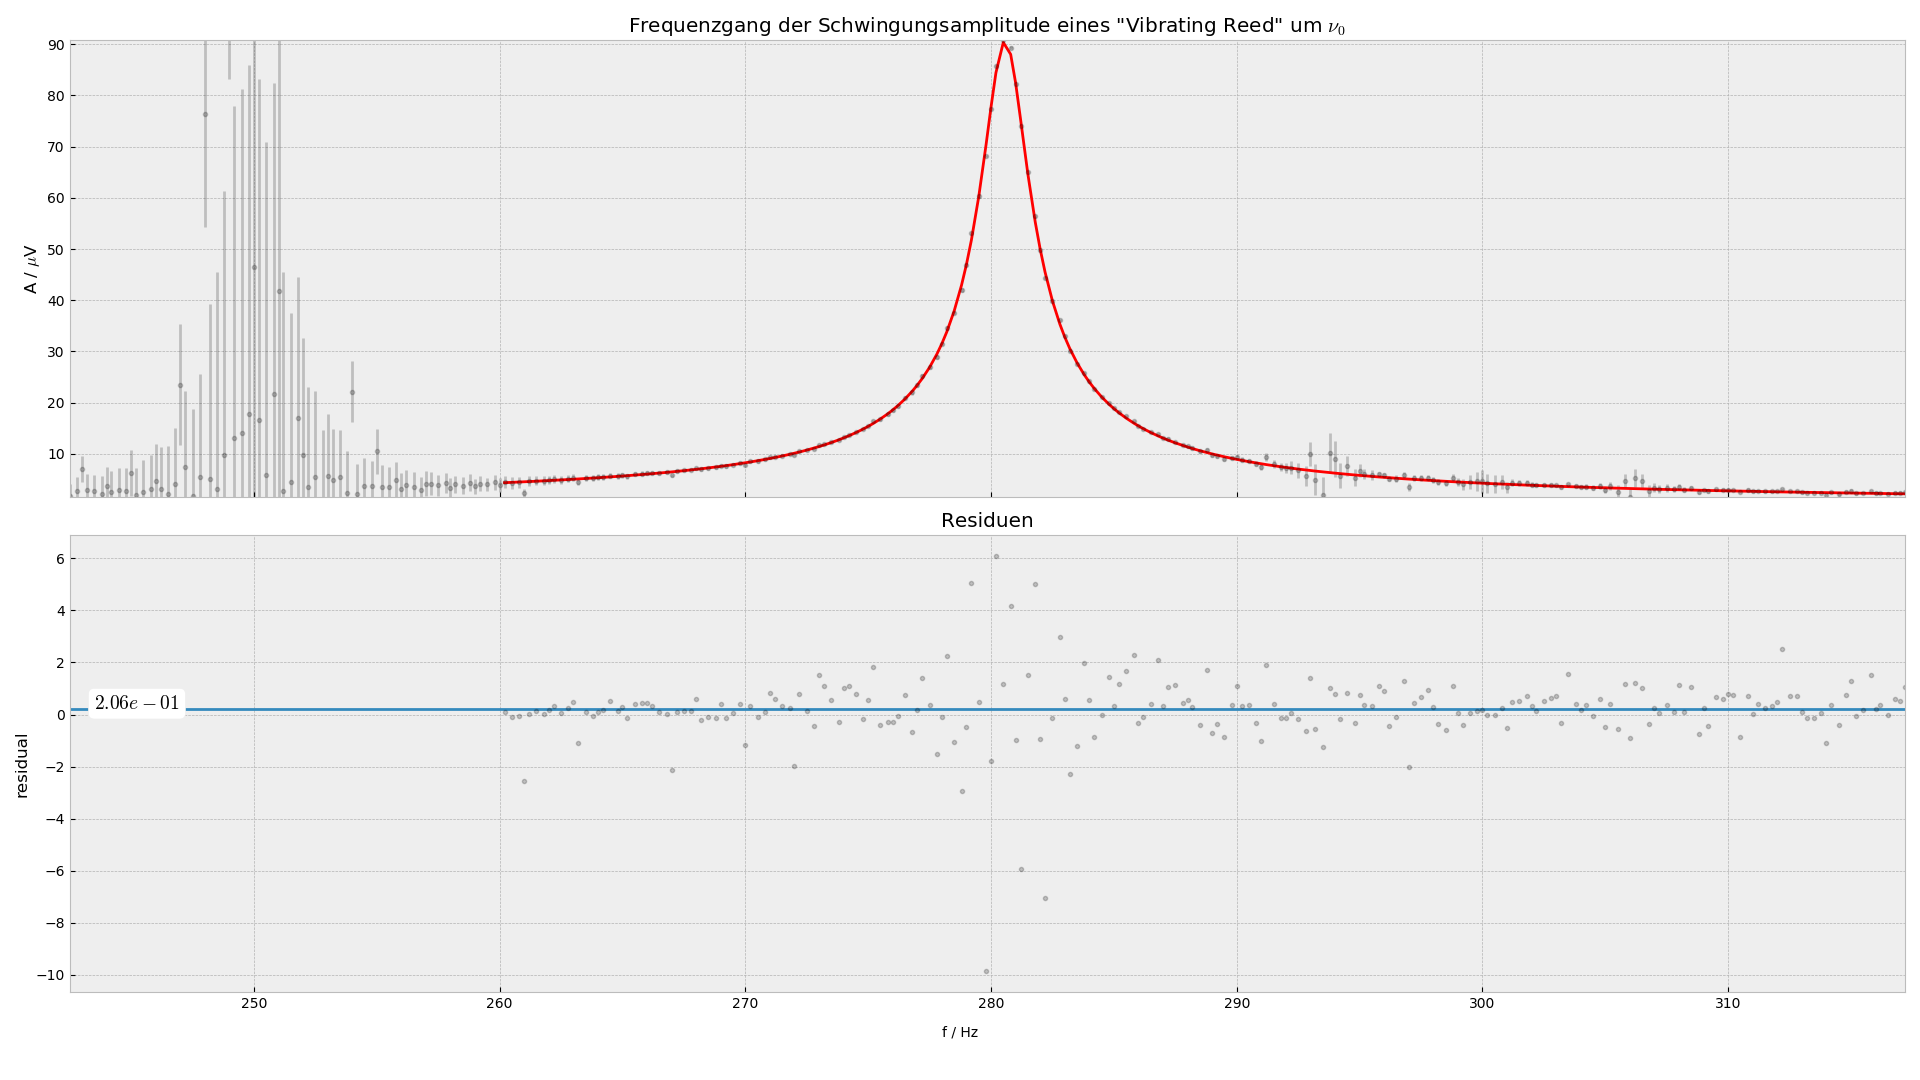 Frequenzgang der Schwingungsamplitude eines "Vibrating Reed" um ν₀
90
80
70
60
50
40
30
20
10
A / μV
Residuen
6
4
2
0
−2
−4
−6
−8
−10
residual
2.06e − 01
250 260 270 280 290 300 310
f / Hz